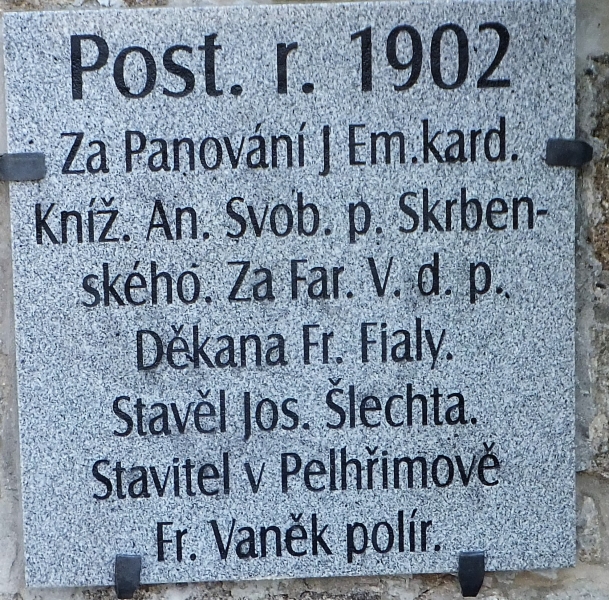 Post. r. 1902
Za Panování J Em.kard.
Kníž. An. Svob. p. Skrben-
ského. Za Far. V. d. p.
Děkana Fr. Fialy.
Stavěl Jos. Šlechta.
Stavitel v Pelhřimově
Fr. Vaněk polír.